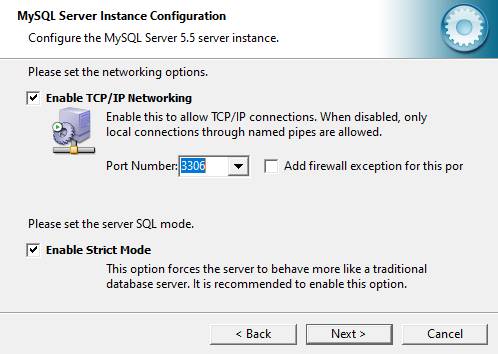 MySQL Server Instance Configuration
Configure the MySQL Server 5.5 server instance.
Please set the networking options.
Enable TCP/IP Networking
Enable this to allow TCP/IP connections. When disabled, only
local connections through named pipes are allowed.
Port Number: 3306 Add firewall exception for this por
Please set the server SQL mode.
Enable Strict Mode
This option forces the server to behave more like a traditional
database server. It is recommended to enable this option.
< Back Next > Cancel